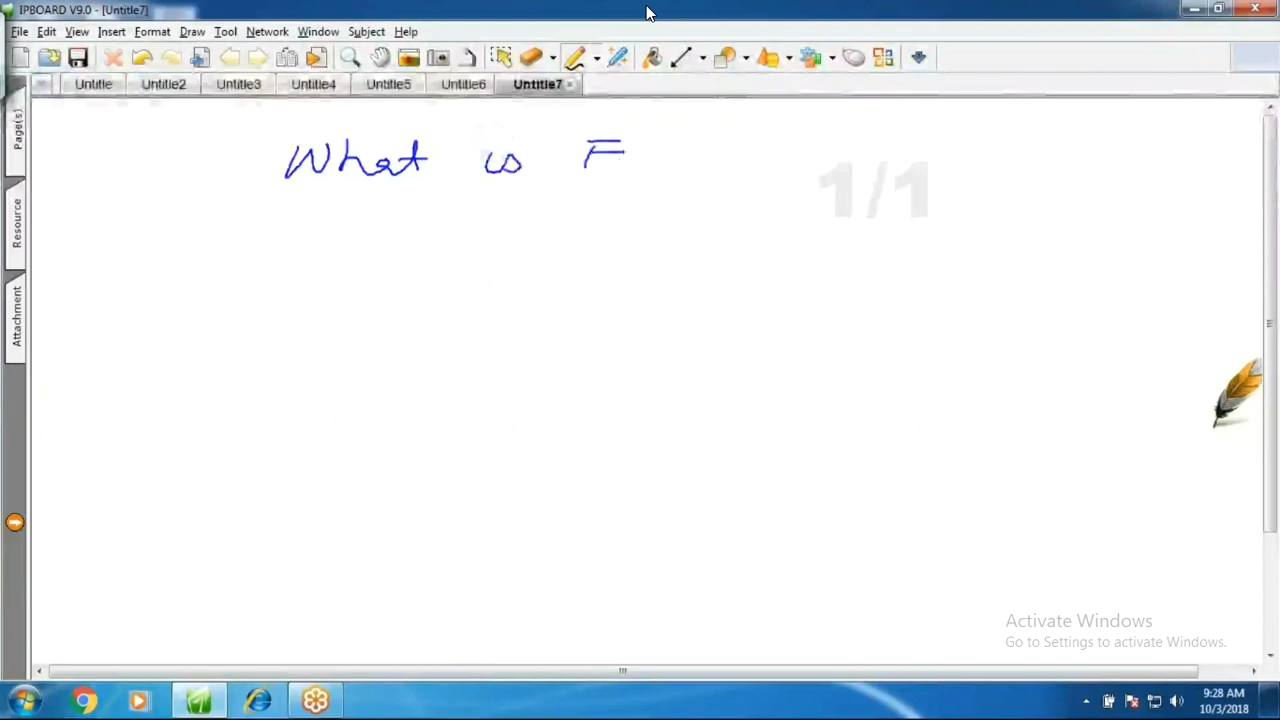 IPBOARD V9.0 - [Untitle7]
File Edit View Insert Format Draw Tool Network Window Subject Help
Untitle Untitle2 Untitle3 Untitle4 Untitle5 Untitle6 Untitle7
Page(s)
Resource
Attachment
What is F
1/1
Activate Windows
Go to Settings to activate Windows.
9:28 AM
10/3/2018